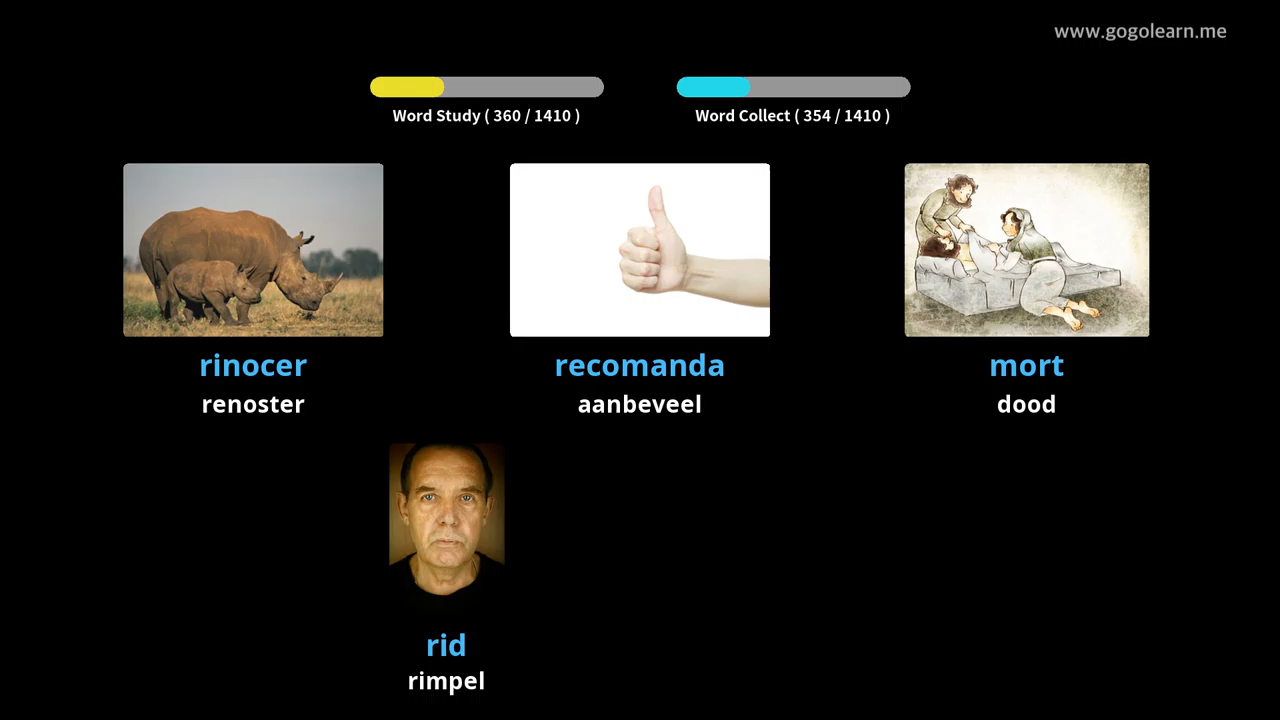 www.gogolearn.me
Word Study ( 360 / 1410 )
Word Collect ( 354 / 1410 )
rinocer
renoster
recomanda
aanbeveel
mort
dood
rid
rimpel